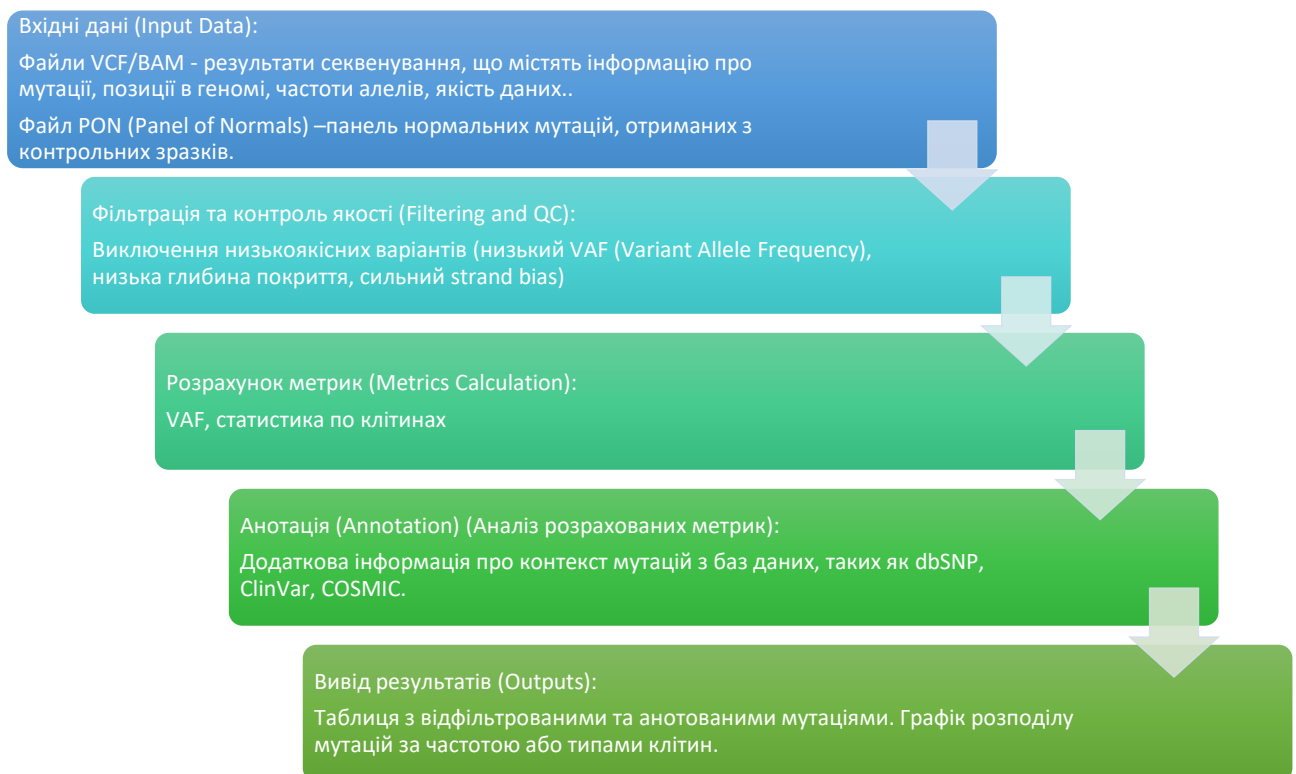 Вхідні дані (Input Data):
Файли VCF/BAM - результати секвенування, що містять інформацію про
мутації, позиції в геномі, частоти алелів, якість даних..
Файл PON (Panel of Normals) –панель нормальних мутацій, отриманих з
контрольних зразків.
Фільтрація та контроль якості (Filtering and QC):
Виключення низькоякісних варіантів (низький VAF (Variant Allele Frequency),
низька глибина покриття, сильний strand bias)
Розрахунок метрик (Metrics Calculation):
VAF, статистика по клітинах
Анотація (Annotation) (Аналіз розрахованих метрик):
Додаткова інформація про контекст мутацій з баз даних, таких як dbSNP,
ClinVar, COSMIC.
Вивід результатів (Outputs):
Таблиця з відфільтрованими та анотованими мутаціями. Графік розподілу
мутацій за частотою або типами клітин.